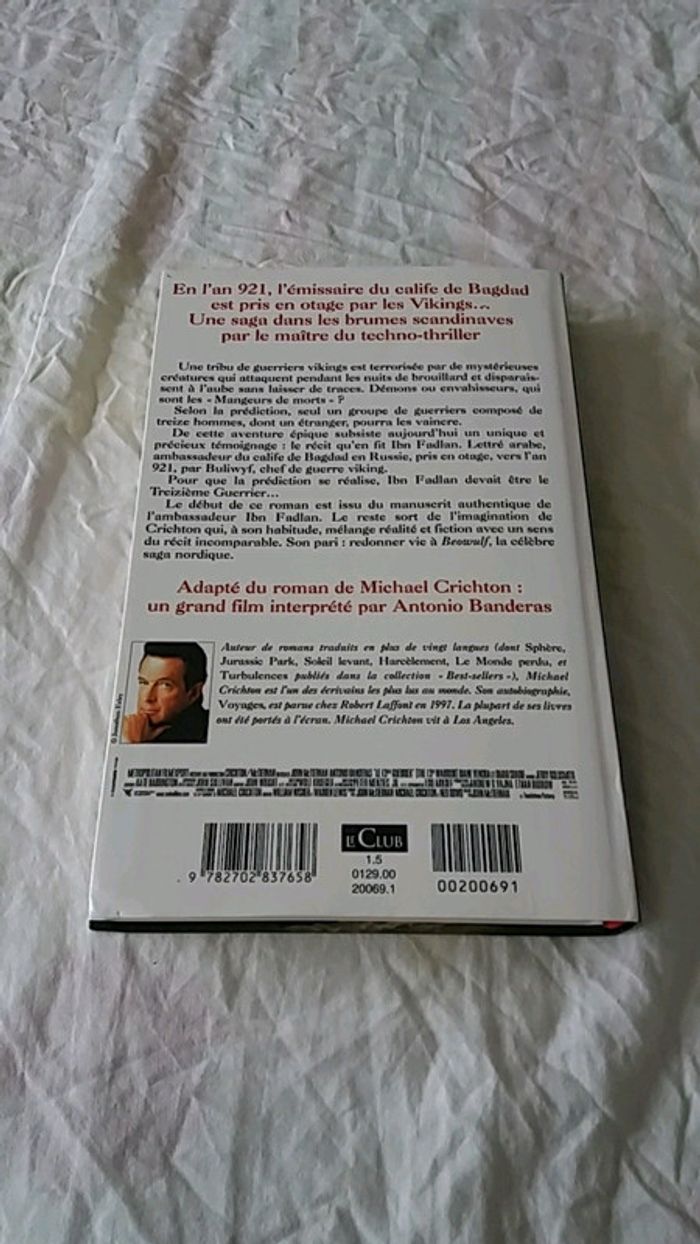 En l'an 921, l'émissaire du calife de Bagdad
est pris en otage par les Vikings...
Une saga dans les brumes scandinaves
par le maître du techno-thriller
Une tribu de guerriers vikings est terrorisée par de mystérieuses
créatures qui attaquent pendant les nuits de brouillard et disparais-
sent à l'aube sans laisser de traces. Démons ou envahisseurs, qui
sont les « Mangeurs de morts » ?
Selon la prédiction, seul un groupe de guerriers composé de
treize hommes, dont un étranger, pourra les vaincre.
De cette aventure épique subsiste aujourd'hui un unique et
précieux témoignage : le récit qu'en fit Ibn Fadlan. Lettré arabe,
ambassadeur du calife de Bagdad en Russie, pris en otage, vers l'an
921, par Buliwyf, chef de guerre viking.
Pour que la prédiction se réalise, Ibn Fadlan devait être le
Treizième Guerrier...
Le début de ce roman est issu du manuscrit authentique de
l'ambassadeur Ibn Fadlan. Le reste sort de l'imagination de
Crichton qui, à son habitude, mélange réalité et fiction avec un sens
du récit incomparable. Son pari : redonner vie à Beowulf, la célèbre
saga nordique.
Adapté du roman de Michael Crichton :
un grand film interprété par Antonio Banderas
Auteur de romans traduits en plus de vingt langues (dont Sphère,
Jurassic Park, Soleil levant, Harcèlement, Le Monde perdu, et
Turbulences publiés dans la collection « Best-sellers »), Michael
Crichton est l'un des écrivains les plus lus au monde. Son autobiographie,
Voyages, est parue chez Robert Laffont en 1997. La plupart de ses livres
ont été portés à l'écran. Michael Crichton vit à Los Angeles.
LE CLUB
1.5
0129.00
20069.1
9 782702 837658
00200691